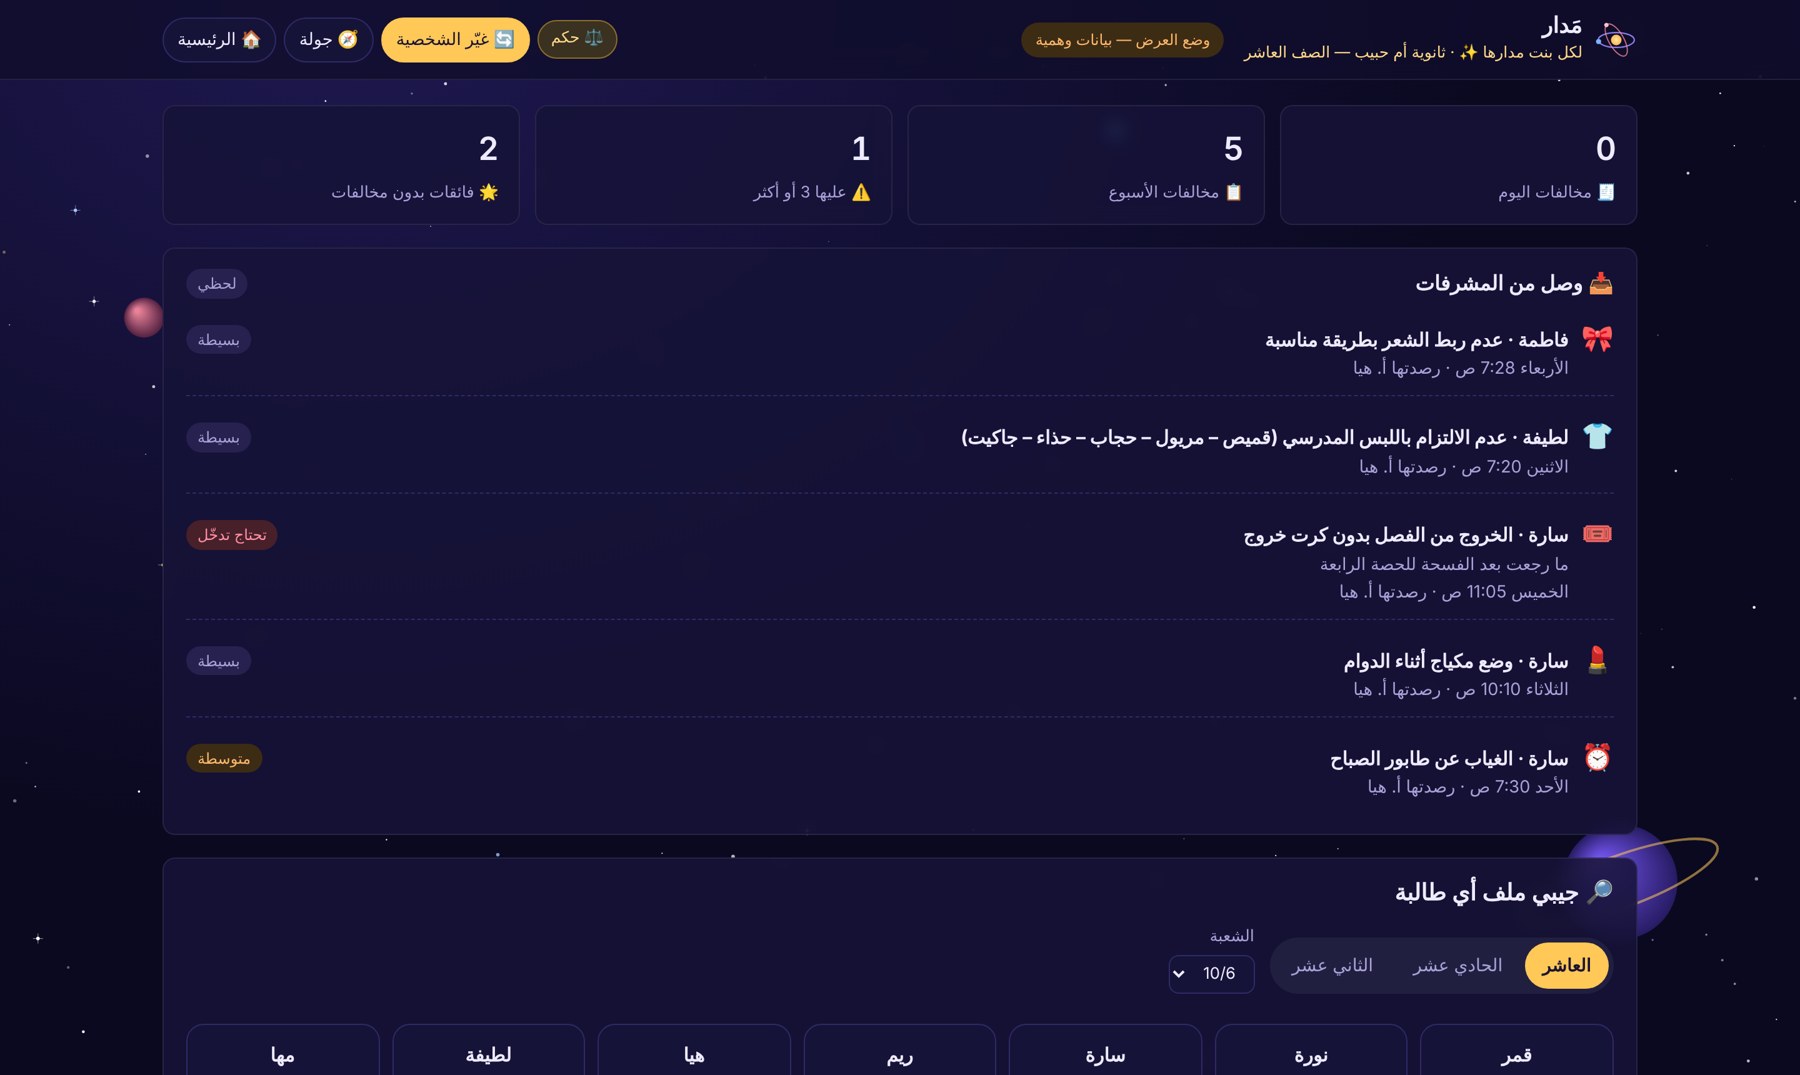 مَدار
لكل بنت مدارها ✨ · ثانوية أم حبيب — الصف العاشر
وضع العرض — بيانات وهمية
⚖️ حكم
🔄 غيّر الشخصية
🧭 جولة
🏠 الرئيسية
0
🧾 مخالفات اليوم
5
📋 مخالفات الأسبوع
1
⚠️ عليها 3 أو أكثر
2
🌟 فائقات بدون مخالفات
📥 وصل من المشرفات
لحظي
🎀 فاطمة · عدم ربط الشعر بطريقة مناسبة
بسيطة
الأربعاء 7:28 ص · رصدتها أ. هيا
👕 لطيفة · عدم الالتزام باللبس المدرسي (قميص – مريول – حجاب – حذاء – جاكيت)
بسيطة
الاثنين 7:20 ص · رصدتها أ. هيا
🎟️ سارة · الخروج من الفصل بدون كرت خروج
تحتاج تدخّل
ما رجعت بعد الفسحة للحصة الرابعة
الخميس 11:05 ص · رصدتها أ. هيا
💄 سارة · وضع مكياج أثناء الدوام
بسيطة
الثلاثاء 10:10 ص · رصدتها أ. هيا
⏰ سارة · الغياب عن طابور الصباح
متوسطة
الأحد 7:30 ص · رصدتها أ. هيا
🔎 جيبي ملف أي طالبة
العاشر
الحادي عشر
الثاني عشر
الشعبة
10/6
قمر
نورة
سارة
ريم
هيا
لطيفة
مها